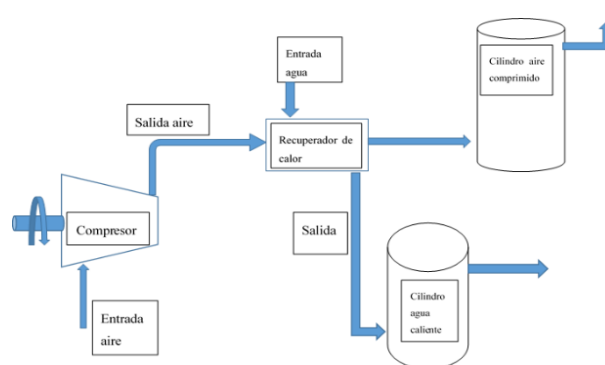 Entrada
agua
Cilindro aire
comprimido
Salida aire
Recuperador de
calor
Compresor
Salida
Entrada
aire
Cilindro
agua
caliente